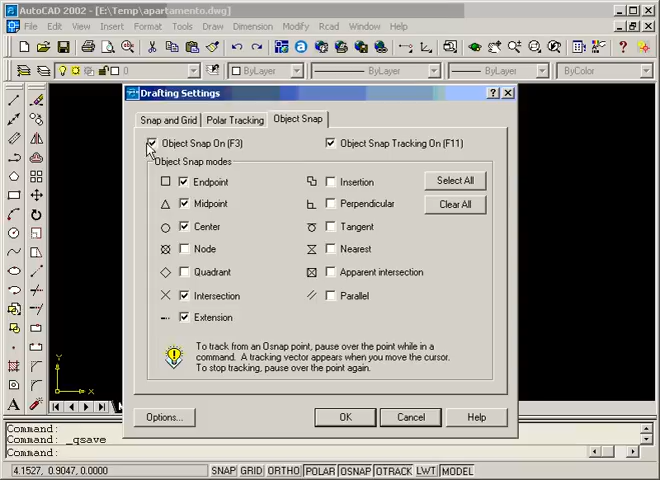 AutoCAD 2002 - [E:\Temp\apartamento.dwg]
File Edit View Insert Format Tools Draw Dimension Modify Rcadd Image Window Help
0 ByLayer ByLayer ByLayer ByColor
Drafting Settings
Snap and Grid Polar Tracking Object Snap
Object Snap On (F3) Object Snap Tracking On (F11)
Object Snap modes
Endpoint Insertion Select All
Midpoint Perpendicular Clear All
Center Tangent
Node Nearest
Quadrant Apparent intersection
Intersection Parallel
Extension
To track from an Osnap point, pause over the point while in a
command. A tracking vector appears when you move the cursor.
To stop tracking, pause over the point again.
Options... OK Cancel Help
Y
X
A
Command:
Command: _qsave
Command:
4.1527, 0.9047, 0.0000 SNAP GRID ORTHO POLAR OSNAP OTRACK LWT MODEL